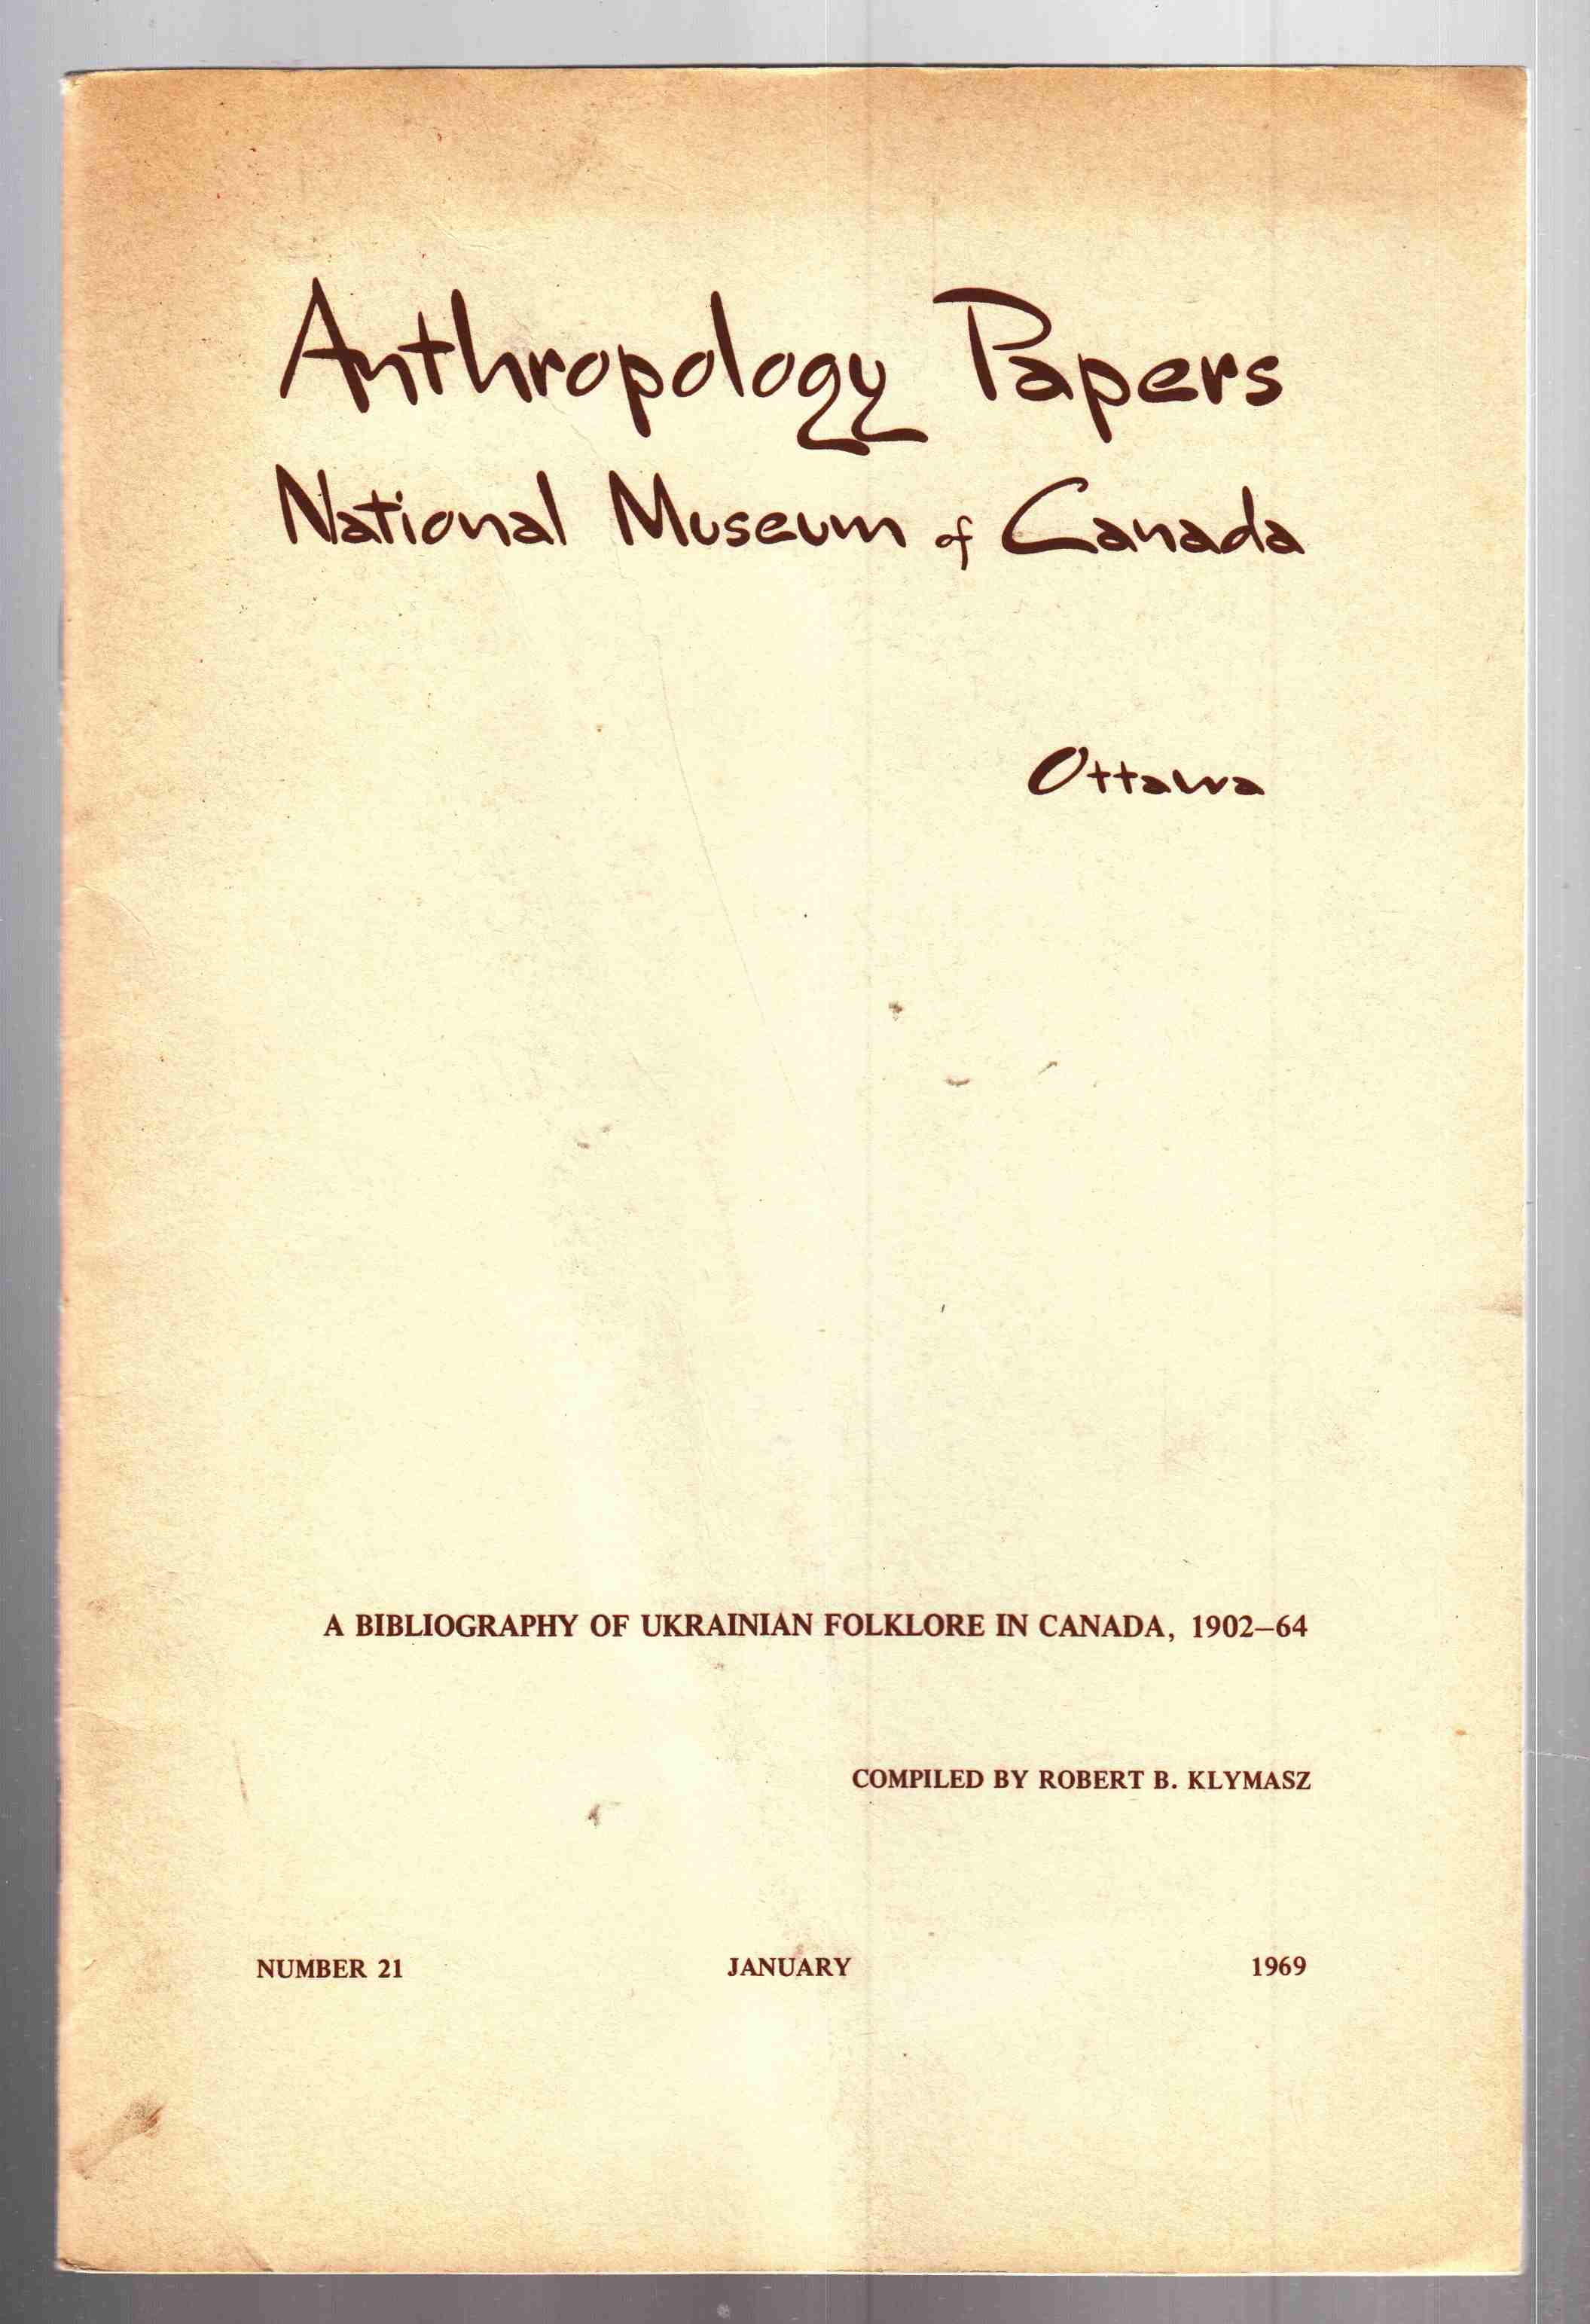 Anthropology Papers
National Museum of Canada
Ottawa
A BIBLIOGRAPHY OF UKRAINIAN FOLKLORE IN CANADA, 1902–64
COMPILED BY ROBERT B. KLYMASZ
NUMBER 21 JANUARY 1969